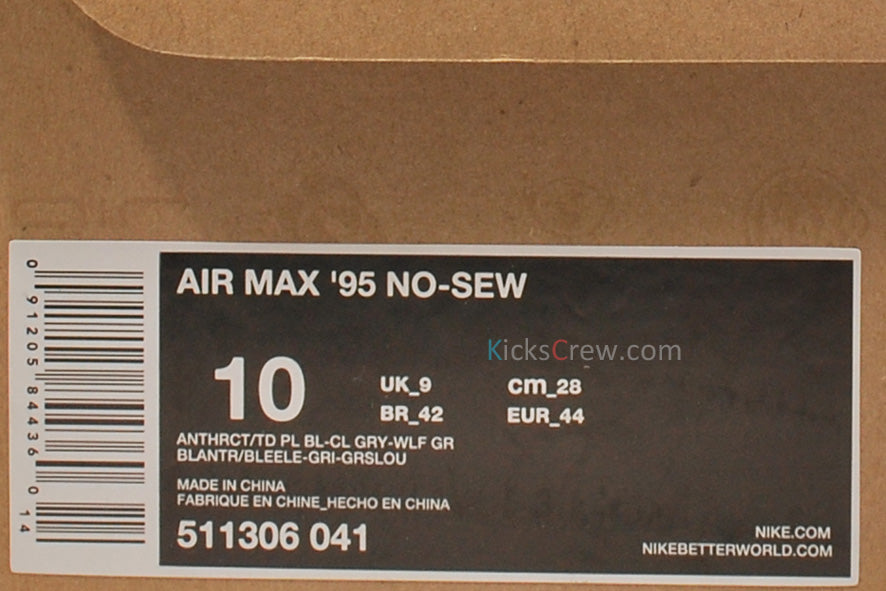 AIR MAX '95 NO-SEW
KicksCrew.com
10
UK_9
cm_28
BR_42
EUR_44
ANTHRCT/TD PL BL-CL GRY-WLF GR
BLANTR/BLEELE-GRI-GRSLOU
MADE IN CHINA
FABRIQUE EN CHINE_HECHO EN CHINA
511306 041
NIKE.COM
NIKEBETTERWORLD.COM
0 91205 84436 0 14